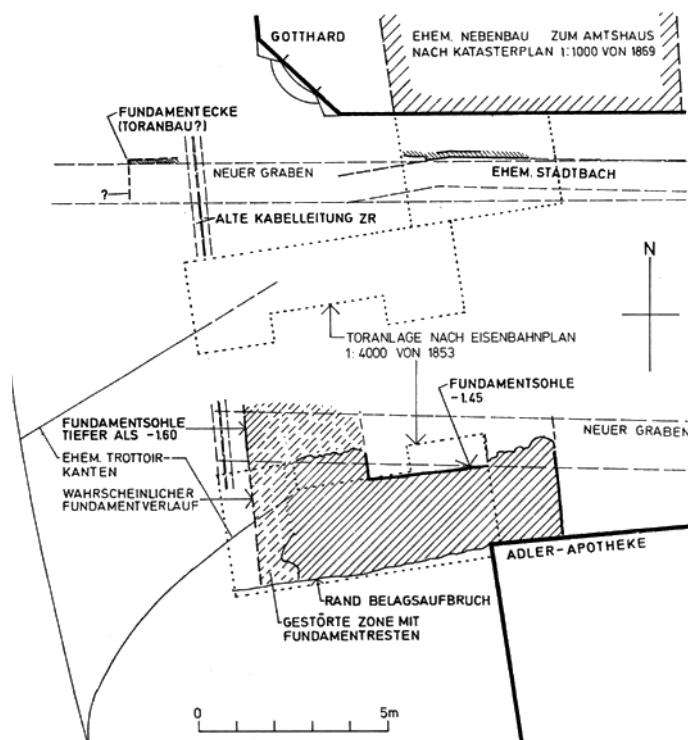 GOTTHARD
EHEM. NEBENBAU ZUM AMTSHAUS
NACH KATASTERPLAN 1:1000 VON 1869
FUNDAMENTECKE
(TORANBAU?)
NEUER GRABEN
EHEM. STADTBACH
?
ALTE KABELLEITUNG ZR
N
TORANLAGE NACH EISENBAHNPLAN
1:4000 VON 1853
FUNDAMENTSOHLE
-1.45
FUNDAMENTSOHLE
TIEFER ALS -1.60
NEUER GRABEN
EHEM. TROTTOIR-
KANTEN
WAHRSCHEINLICHER
FUNDAMENTVERLAUF
ADLER-APOTHEKE
RAND BELAGSAUFBRUCH
GESTÖRTE ZONE MIT
FUNDAMENTRESTEN
0
5m